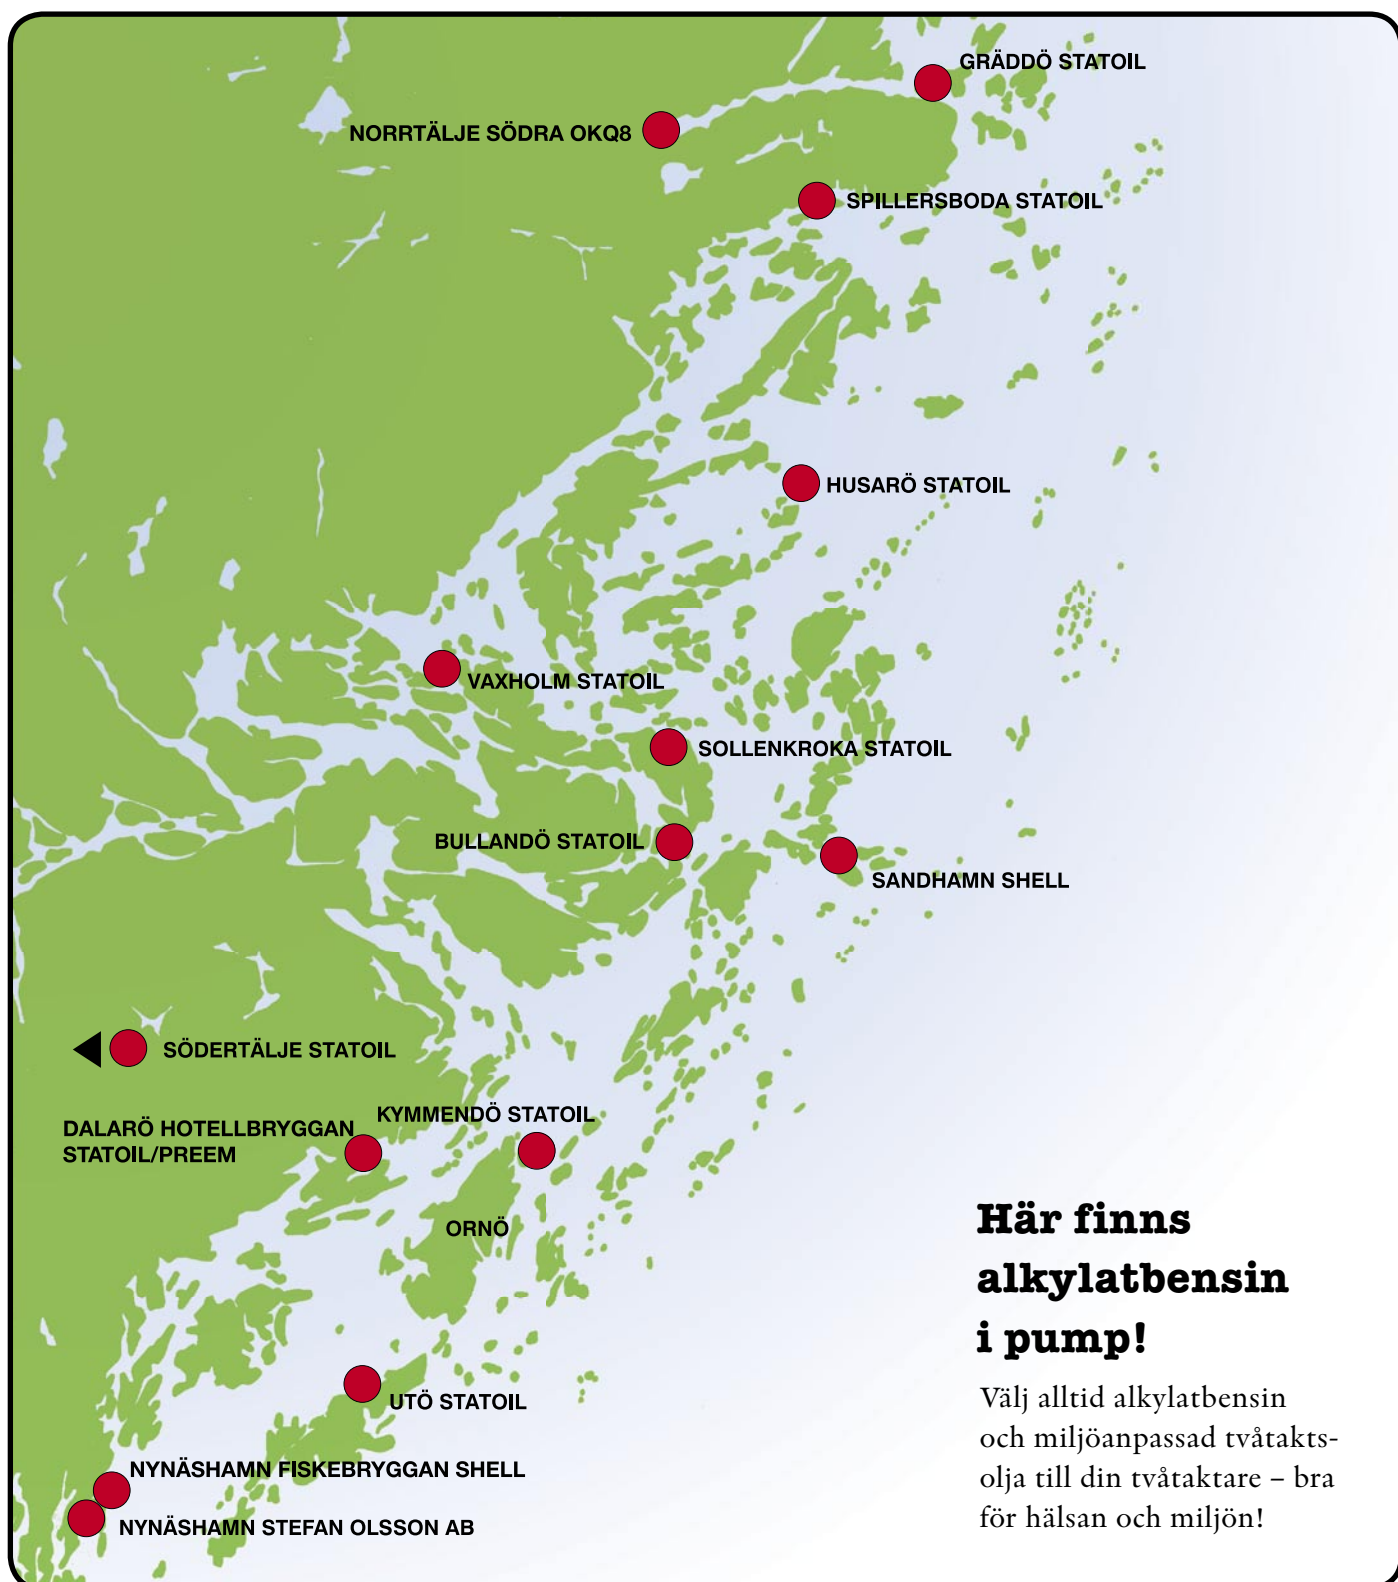 GRÄDDÖ STATOIL
NORRTÄLJE SÖDRA OKQ8
SPILLERSBODA STATOIL
HUSARÖ STATOIL
VAXHOLM STATOIL
SOLLENKROKA STATOIL
BULLANDÖ STATOIL
SANDHAMN SHELL
SÖDERTÄLJE STATOIL
KYMMENDÖ STATOIL
DALARÖ HOTELLBRYGGAN
STATOIL/PREEM
ORNÖ
UTÖ STATOIL
NYNÄSHAMN FISKEBRYGGAN SHELL
NYNÄSHAMN STEFAN OLSSON AB
Här finns
alkylatbensin
i pump!
Välj alltid alkylatbensin
och miljöanpassad tvåtakts-
olja till din tvåtaktare – bra
för hälsan och miljön!